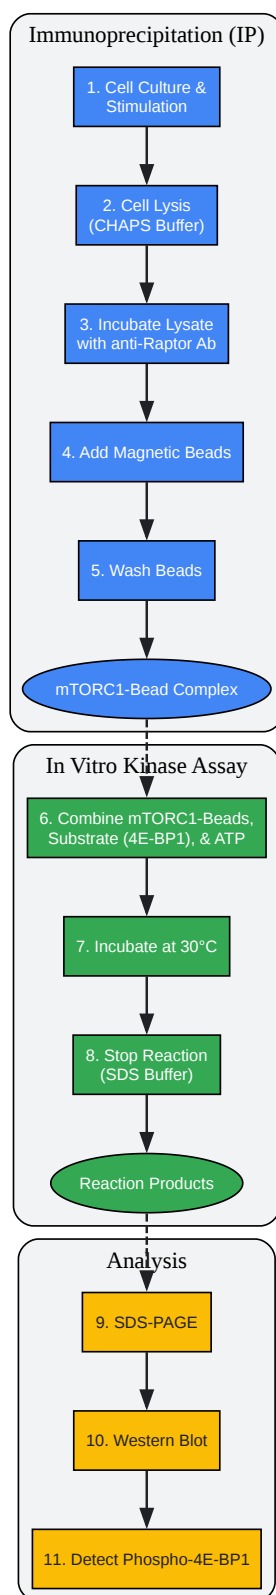 Immunoprecipitation (IP)
1. Cell Culture &
Stimulation
2. Cell Lysis
(CHAPS Buffer)
3. Incubate Lysate
with anti-Raptor Ab
4. Add Magnetic Beads
5. Wash Beads
mTORC1-Bead Complex
In Vitro Kinase Assay
6. Combine mTORC1-Beads,
Substrate (4E-BP1), & ATP
7. Incubate at 30°C
8. Stop Reaction
(SDS Buffer)
Reaction Products
Analysis
9. SDS-PAGE
10. Western Blot
11. Detect Phospho-4E-BP1